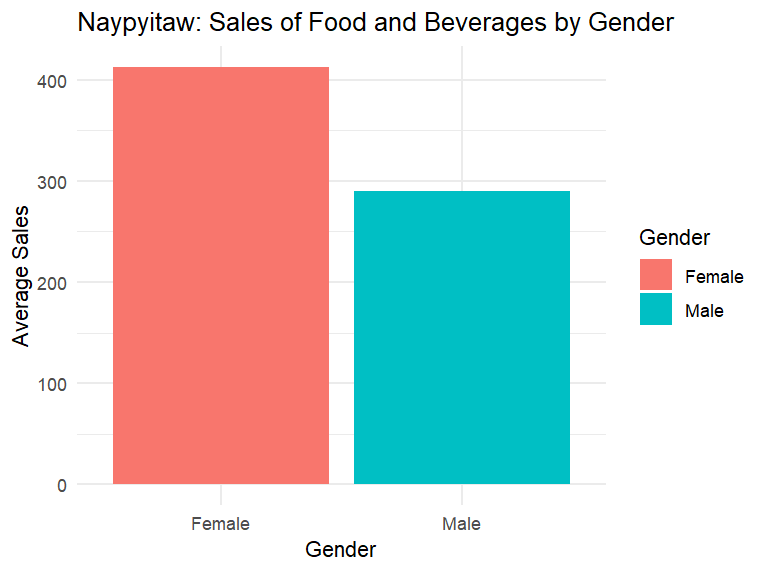 Naypyitaw: Sales of Food and Beverages by Gender
Average Sales
400
300
200
100
0
Female
Male
Gender
Gender
Female
Male